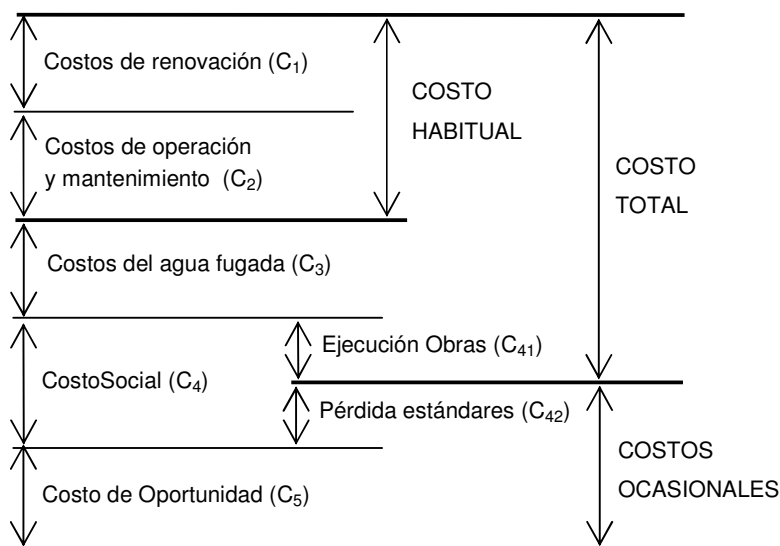 Costos de renovación (C₁)
COSTO
HABITUAL
Costos de operación
y mantenimiento (C₂)
COSTO
TOTAL
Costos del agua fugada (C₃)
Ejecución Obras (C₄₁)
CostoSocial (C₄)
Pérdida estándares (C₄₂)
COSTOS
OCASIONALES
Costo de Oportunidad (C₅)